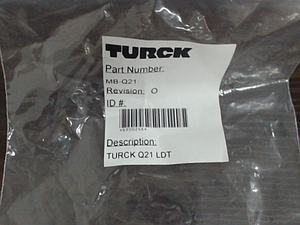 TURCK
Part Number:
MB-Q21
Revision: O
ID #:
Description:
TURCK Q21 LDT